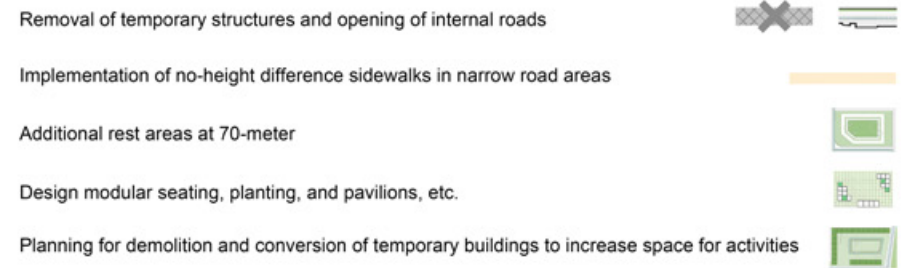 Removal of temporary structures and opening of internal roads
Implementation of no-height difference sidewalks in narrow road areas
Additional rest areas at 70-meter
Design modular seating, planting, and pavilions, etc.
Planning for demolition and conversion of temporary buildings to increase space for activities